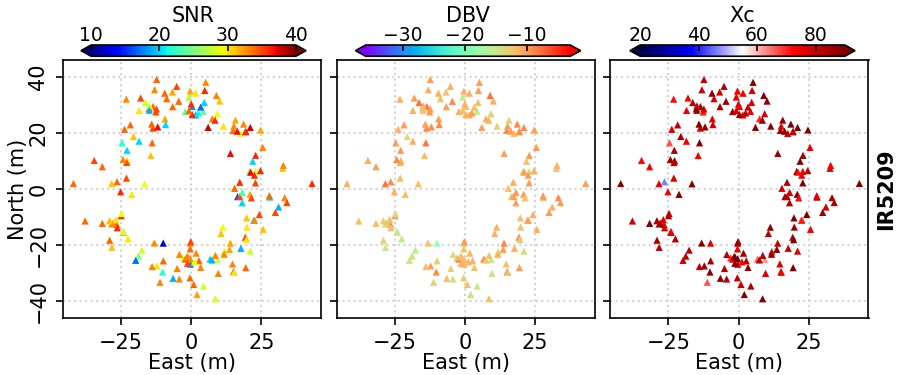 SNR DBV Xc
10 20 30 40 −30 −20 −10 20 40 60 80
40
20
0
−20
−40
North (m)
−25 0 25 −25 0 25 −25 0 25
East (m) East (m) East (m)
IR5209